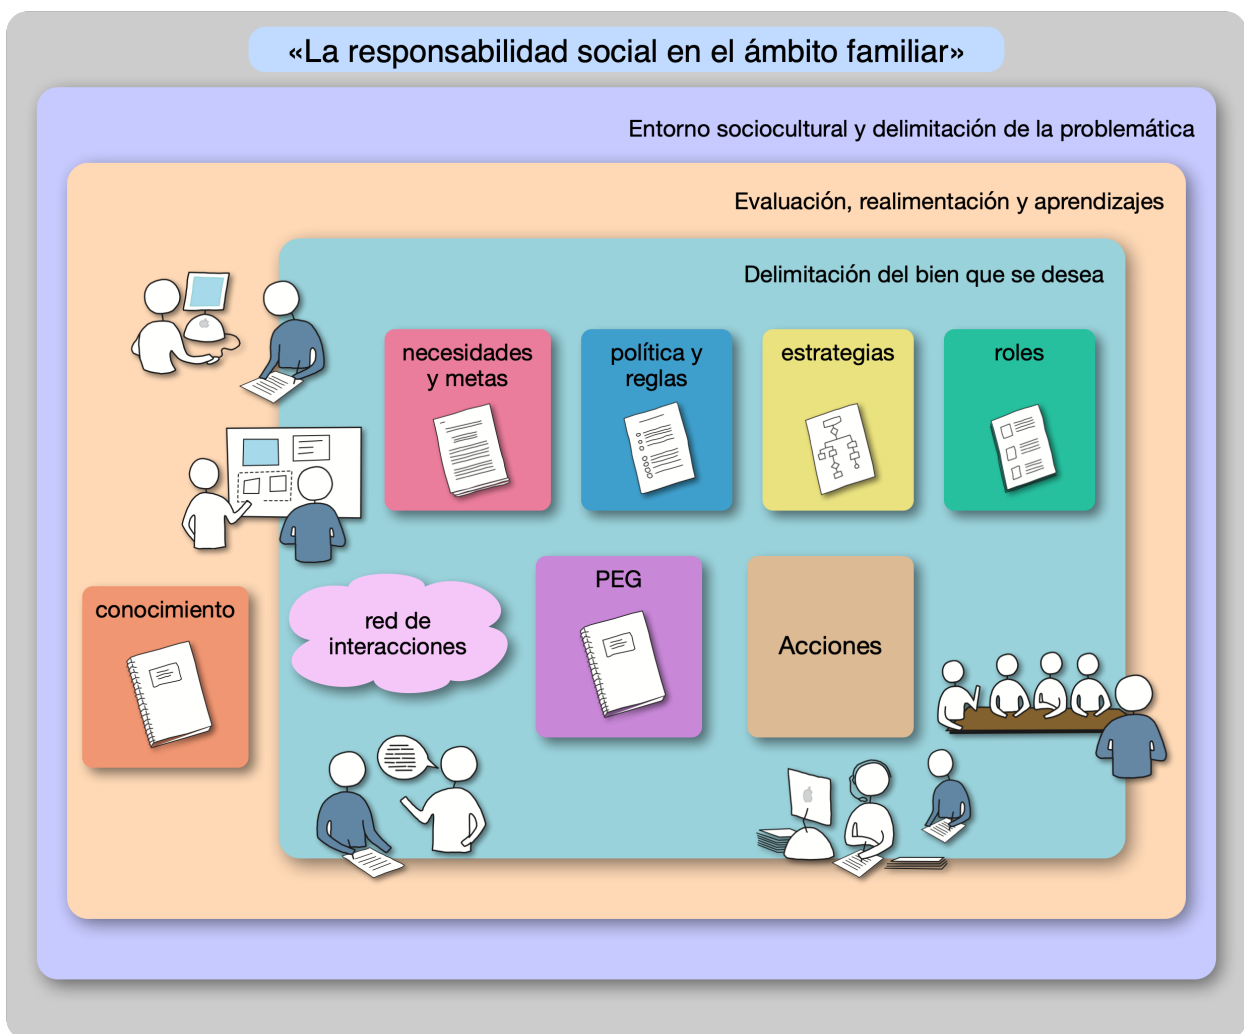 «La responsabilidad social en el ámbito familiar»
Entorno sociocultural y delimitación de la problemática
Evaluación, realimentación y aprendizajes
Delimitación del bien que se desea
necesidades
y metas
política y
reglas
estrategias
roles
conocimiento
red de
interacciones
PEG
Acciones